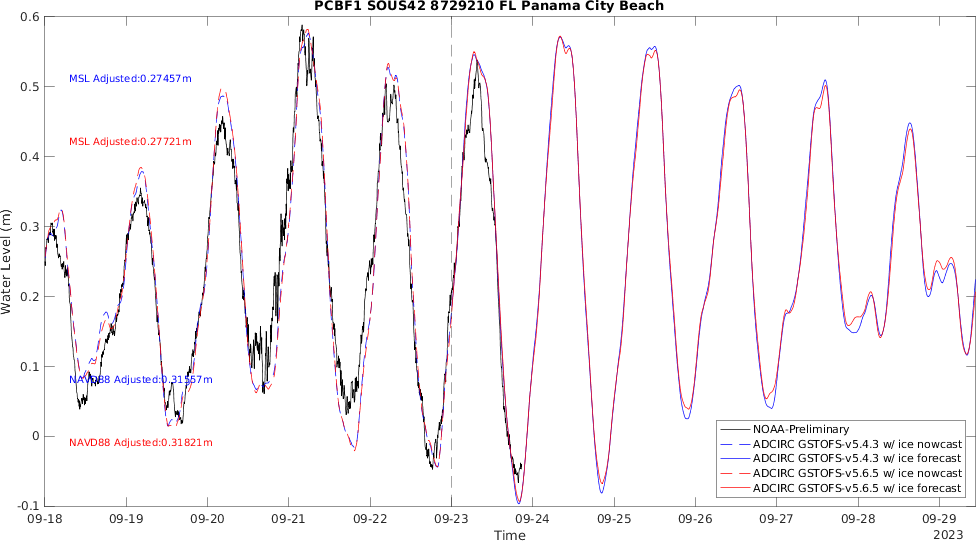 PCBF1 SOUS42 8729210 FL Panama City Beach
Water Level (m)
0.6
0.5
0.4
0.3
0.2
0.1
0
-0.1
MSL Adjusted:0.27457m
MSL Adjusted:0.27721m
NAVD88 Adjusted:0.31557m
NAVD88 Adjusted:0.31821m
NOAA-Preliminary
ADCIRC GSTOFS-v5.4.3 w/ ice nowcast
ADCIRC GSTOFS-v5.4.3 w/ ice forecast
ADCIRC GSTOFS-v5.6.5 w/ ice nowcast
ADCIRC GSTOFS-v5.6.5 w/ ice forecast
09-18 09-19 09-20 09-21 09-22 09-23 09-24 09-25 09-26 09-27 09-28 09-29
Time
2023